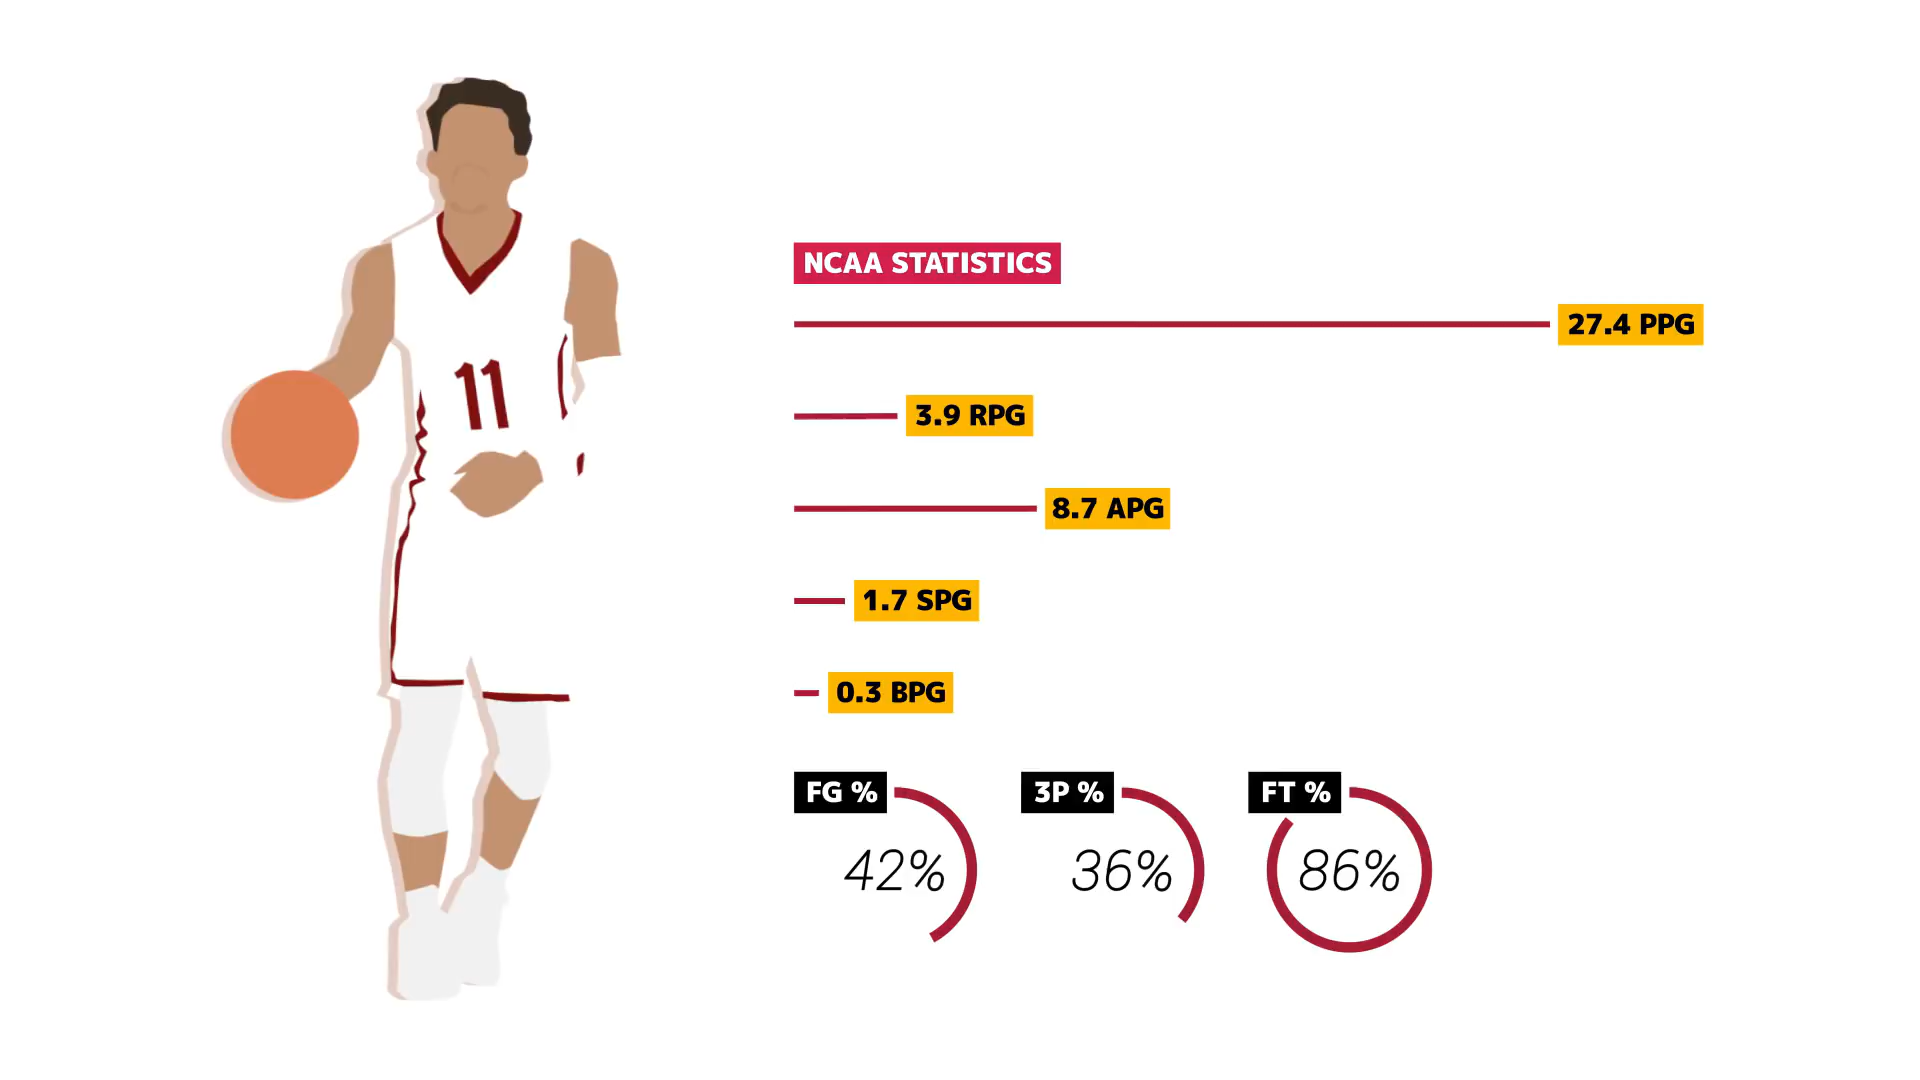 NCAA STATISTICS
27.4 PPG
3.9 RPG
11
8.7 APG
1.7 SPG
0.3 BPG
FG %
3P %
FT %
42%
36%
86%